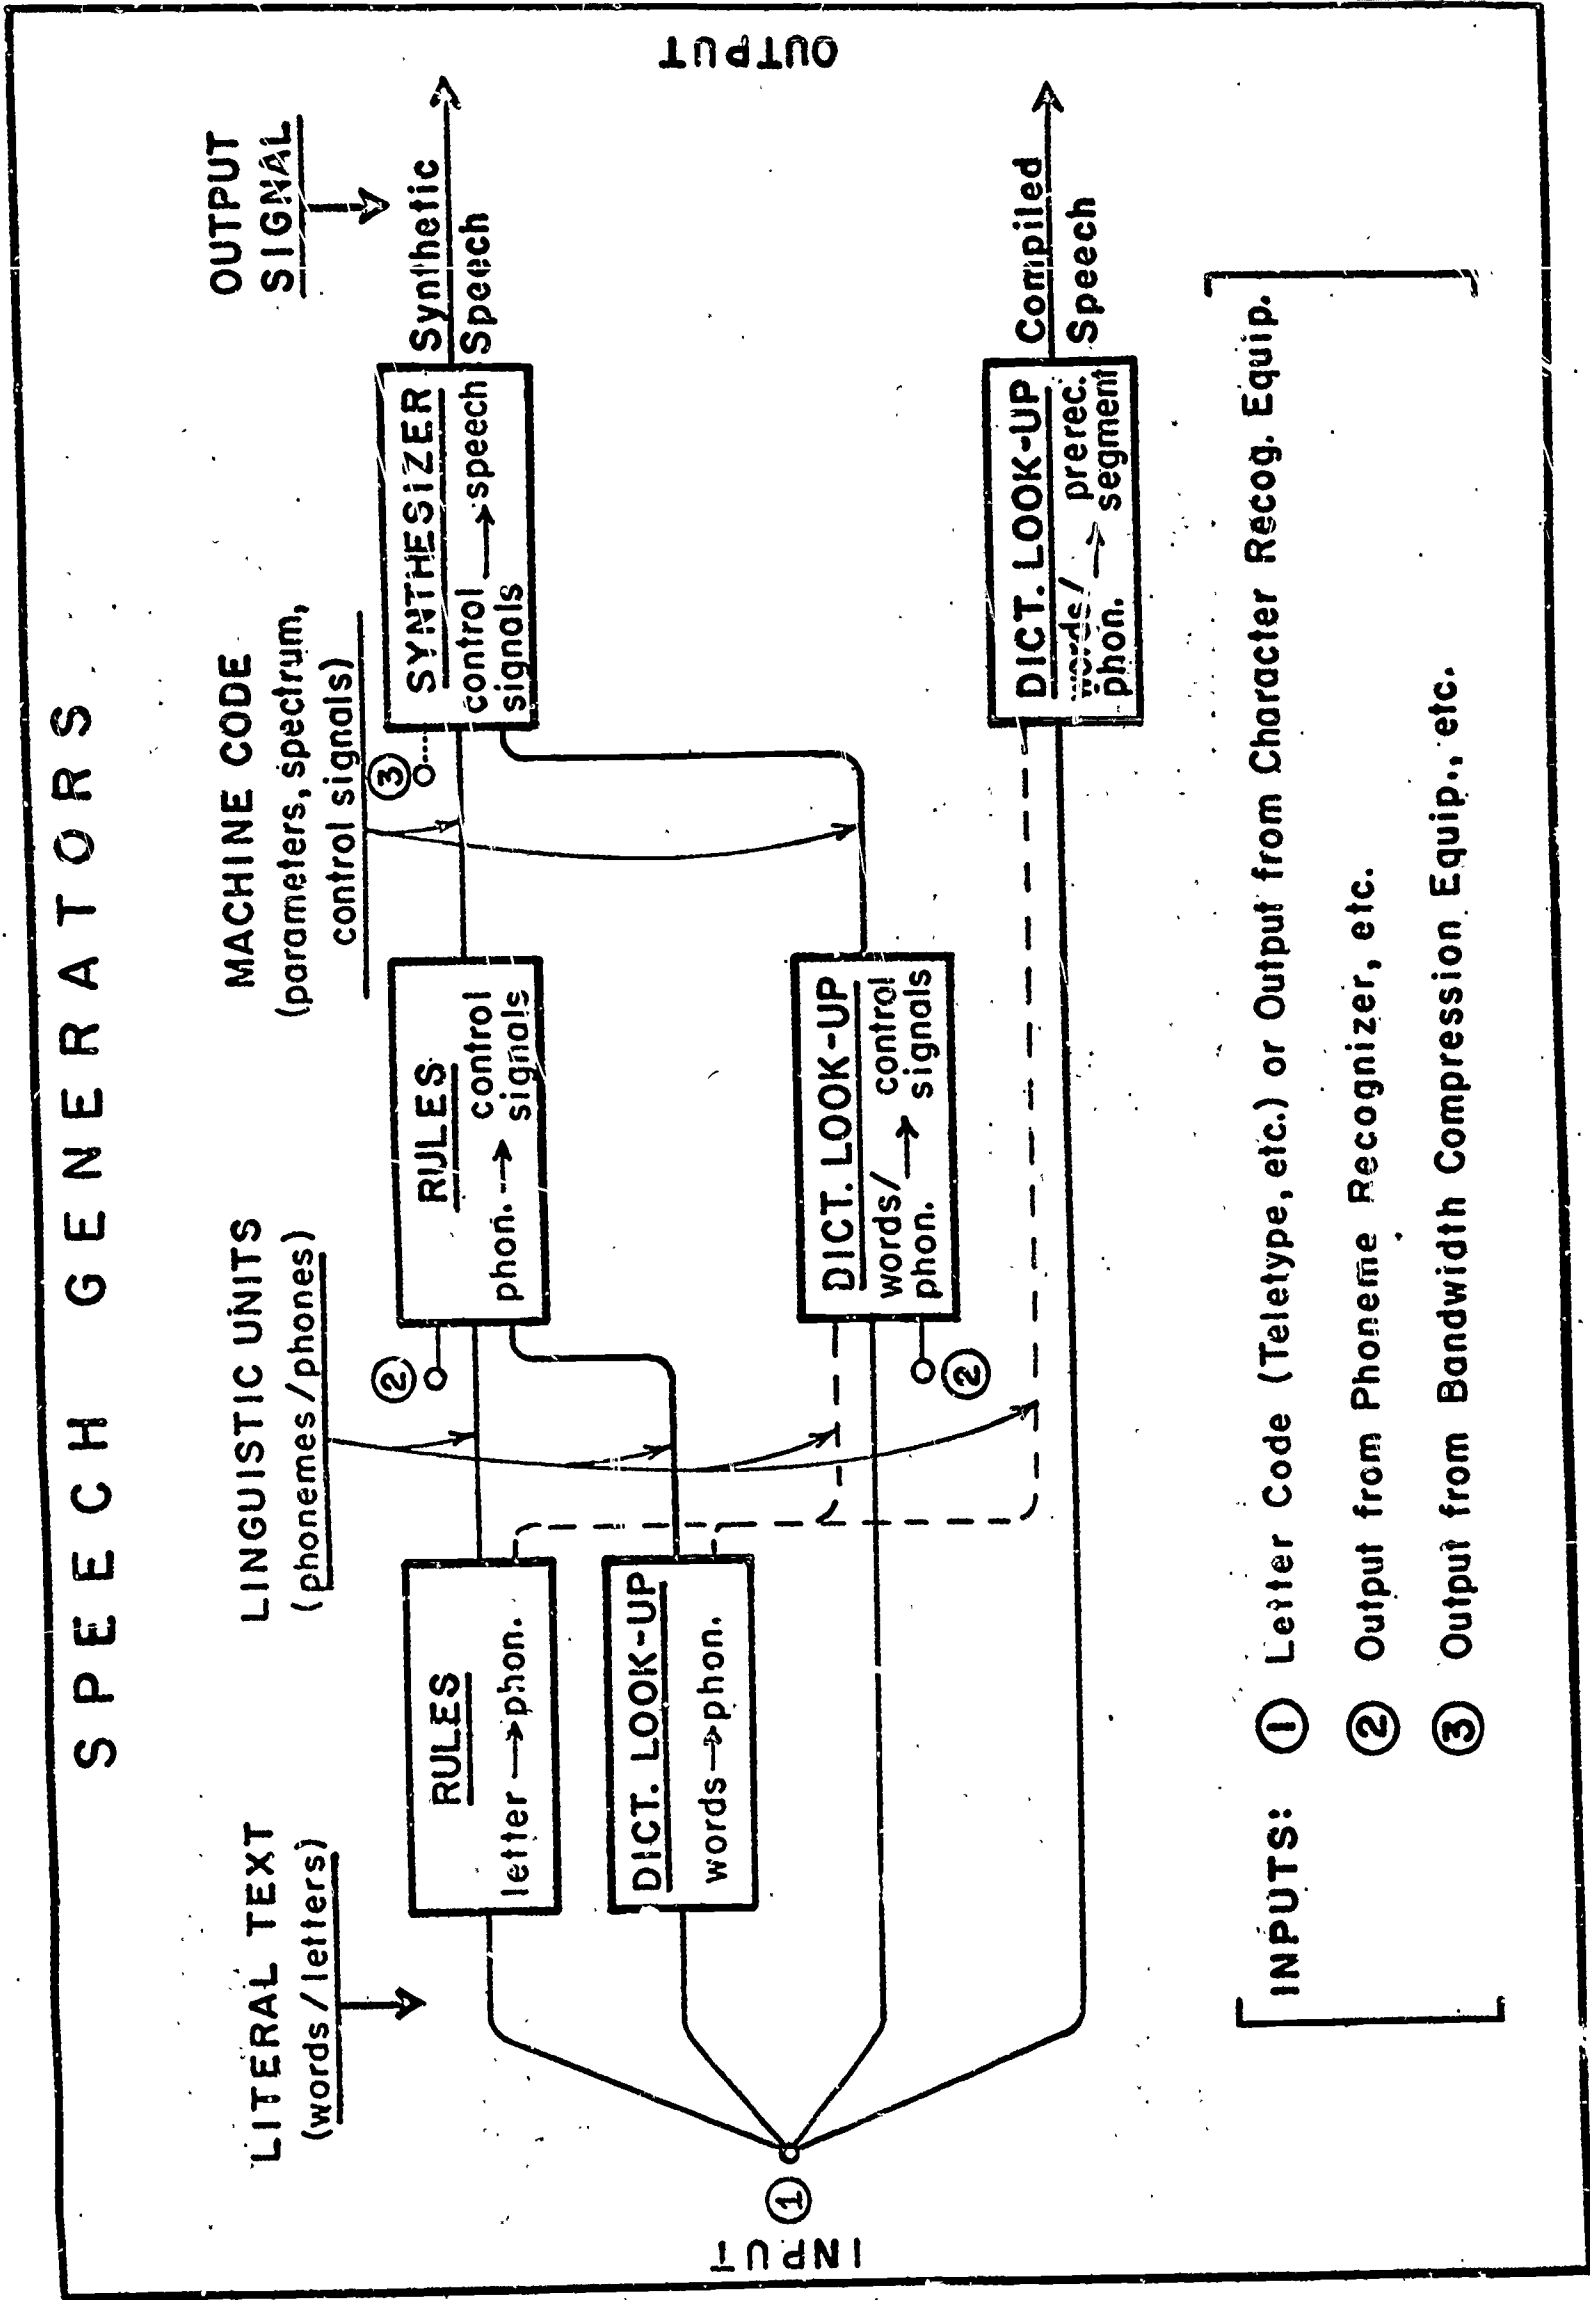 SPEECH GENERATORS
LITERAL TEXT
(words/letters)
LINGUISTIC UNITS
(phonemes/phones)
MACHINE CODE
(parameters, spectrum,
control signals)
OUTPUT
SIGNAL
INPUT
1
RULES
letter → phon.
DICT. LOOK-UP
words → phon.
2
RULES
phon. → control
signals
2
DICT. LOOK-UP
words/ → control
phon. signals
3
SYNTHESIZER
control → speech
signals
Synthetic
Speech
DICT. LOOK-UP
words/ → prerec.
phon. segment
Compiled
Speech
OUTPUT
INPUTS: 1 Letter Code (Teletype, etc.) or Output from Character Recog. Equip.
2 Output from Phoneme Recognizer, etc.
3 Output from Bandwidth Compression Equip., etc.